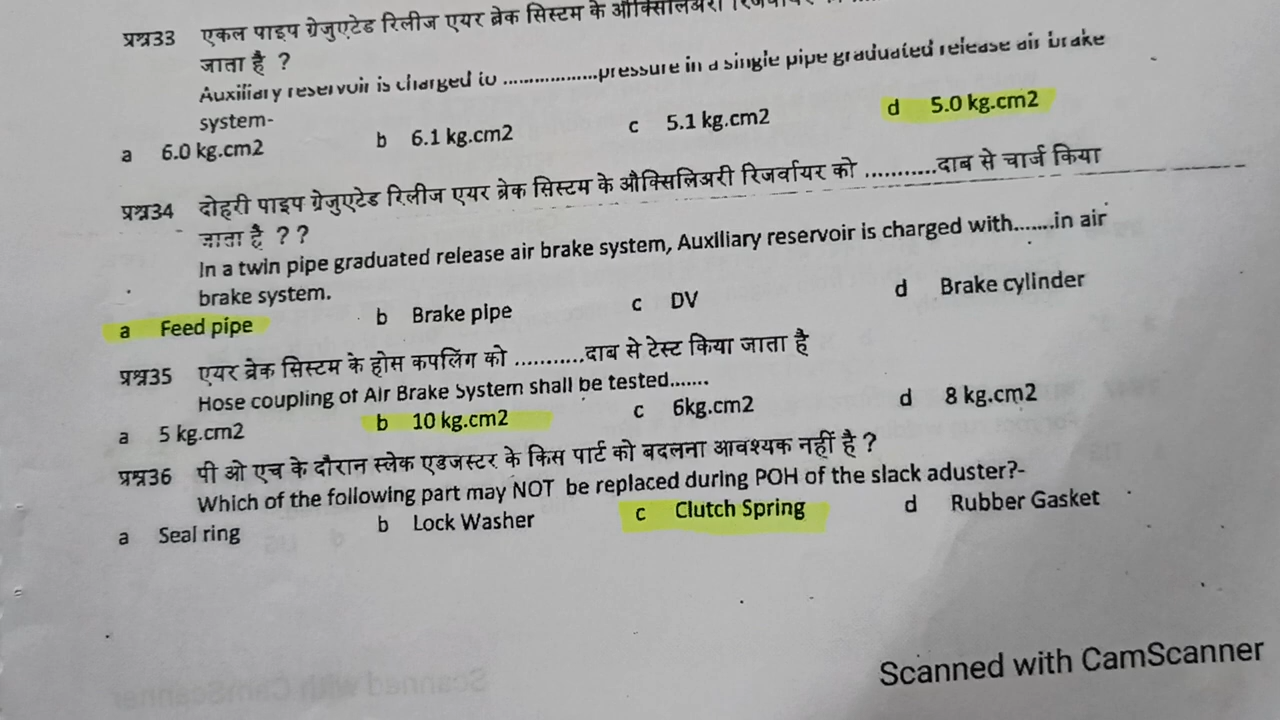 प्रश्न33 एकल पाइप ग्रेजुएटेड रिलीज एयर ब्रेक सिस्टम के औक्सिलिअरी
जाता है ?
Auxiliary reservoir is charged to ..................pressure in a single pipe graduated release air brake
system-
a 6.0 kg.cm2 b 6.1 kg.cm2 c 5.1 kg.cm2 d 5.0 kg.cm2
प्रश्न34 दोहरी पाइप ग्रेजुएटेड रिलीज एयर ब्रेक सिस्टम के औक्सिलिअरी रिजर्वायर को ...........दाब से चार्ज किया
जाता है ? ?
In a twin pipe graduated release air brake system, Auxiliary reservoir is charged with.......in air
brake system.
a Feed pipe b Brake pipe c DV d Brake cylinder
प्रश्न35 एयर ब्रेक सिस्टम के होस कपलिंग को ...........दाब से टेस्ट किया जाता है
Hose coupling of Air Brake System shall be tested.......
a 5 kg.cm2 b 10 kg.cm2 c 6kg.cm2 d 8 kg.cm2
प्रश्न36 पी ओ एच के दौरान स्लेक एडजस्टर के किस पार्ट को बदलना आवश्यक नहीं है ?
Which of the following part may NOT be replaced during POH of the slack aduster?-
a Seal ring b Lock Washer c Clutch Spring d Rubber Gasket
Scanned with CamScanner